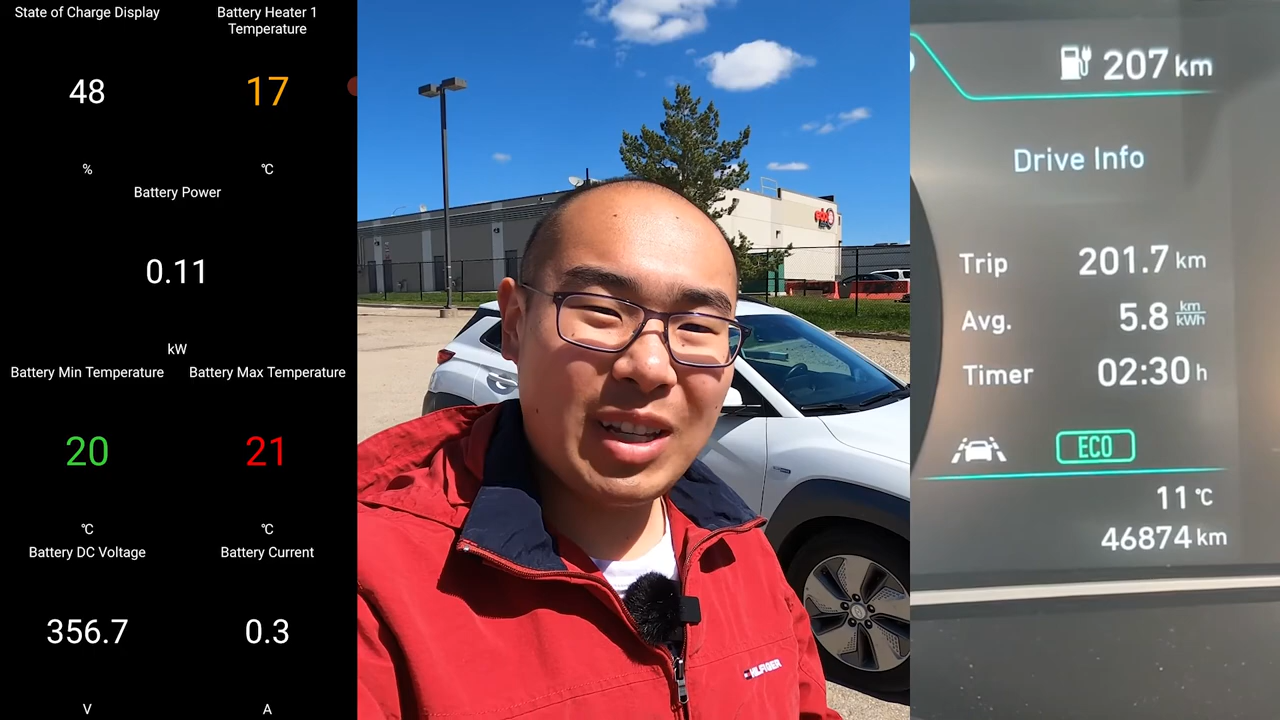 State of Charge Display
Battery Heater 1
Temperature
48
17
%
℃
Battery Power
0.11
kW
Battery Min Temperature
Battery Max Temperature
20
21
℃
℃
Battery DC Voltage
Battery Current
356.7
0.3
V
A
HILFIGER
207 km
Drive Info
Trip 201.7 km
Avg. 5.8 km/kWh
Timer 02:30 h
ECO
11 ℃
46874 km